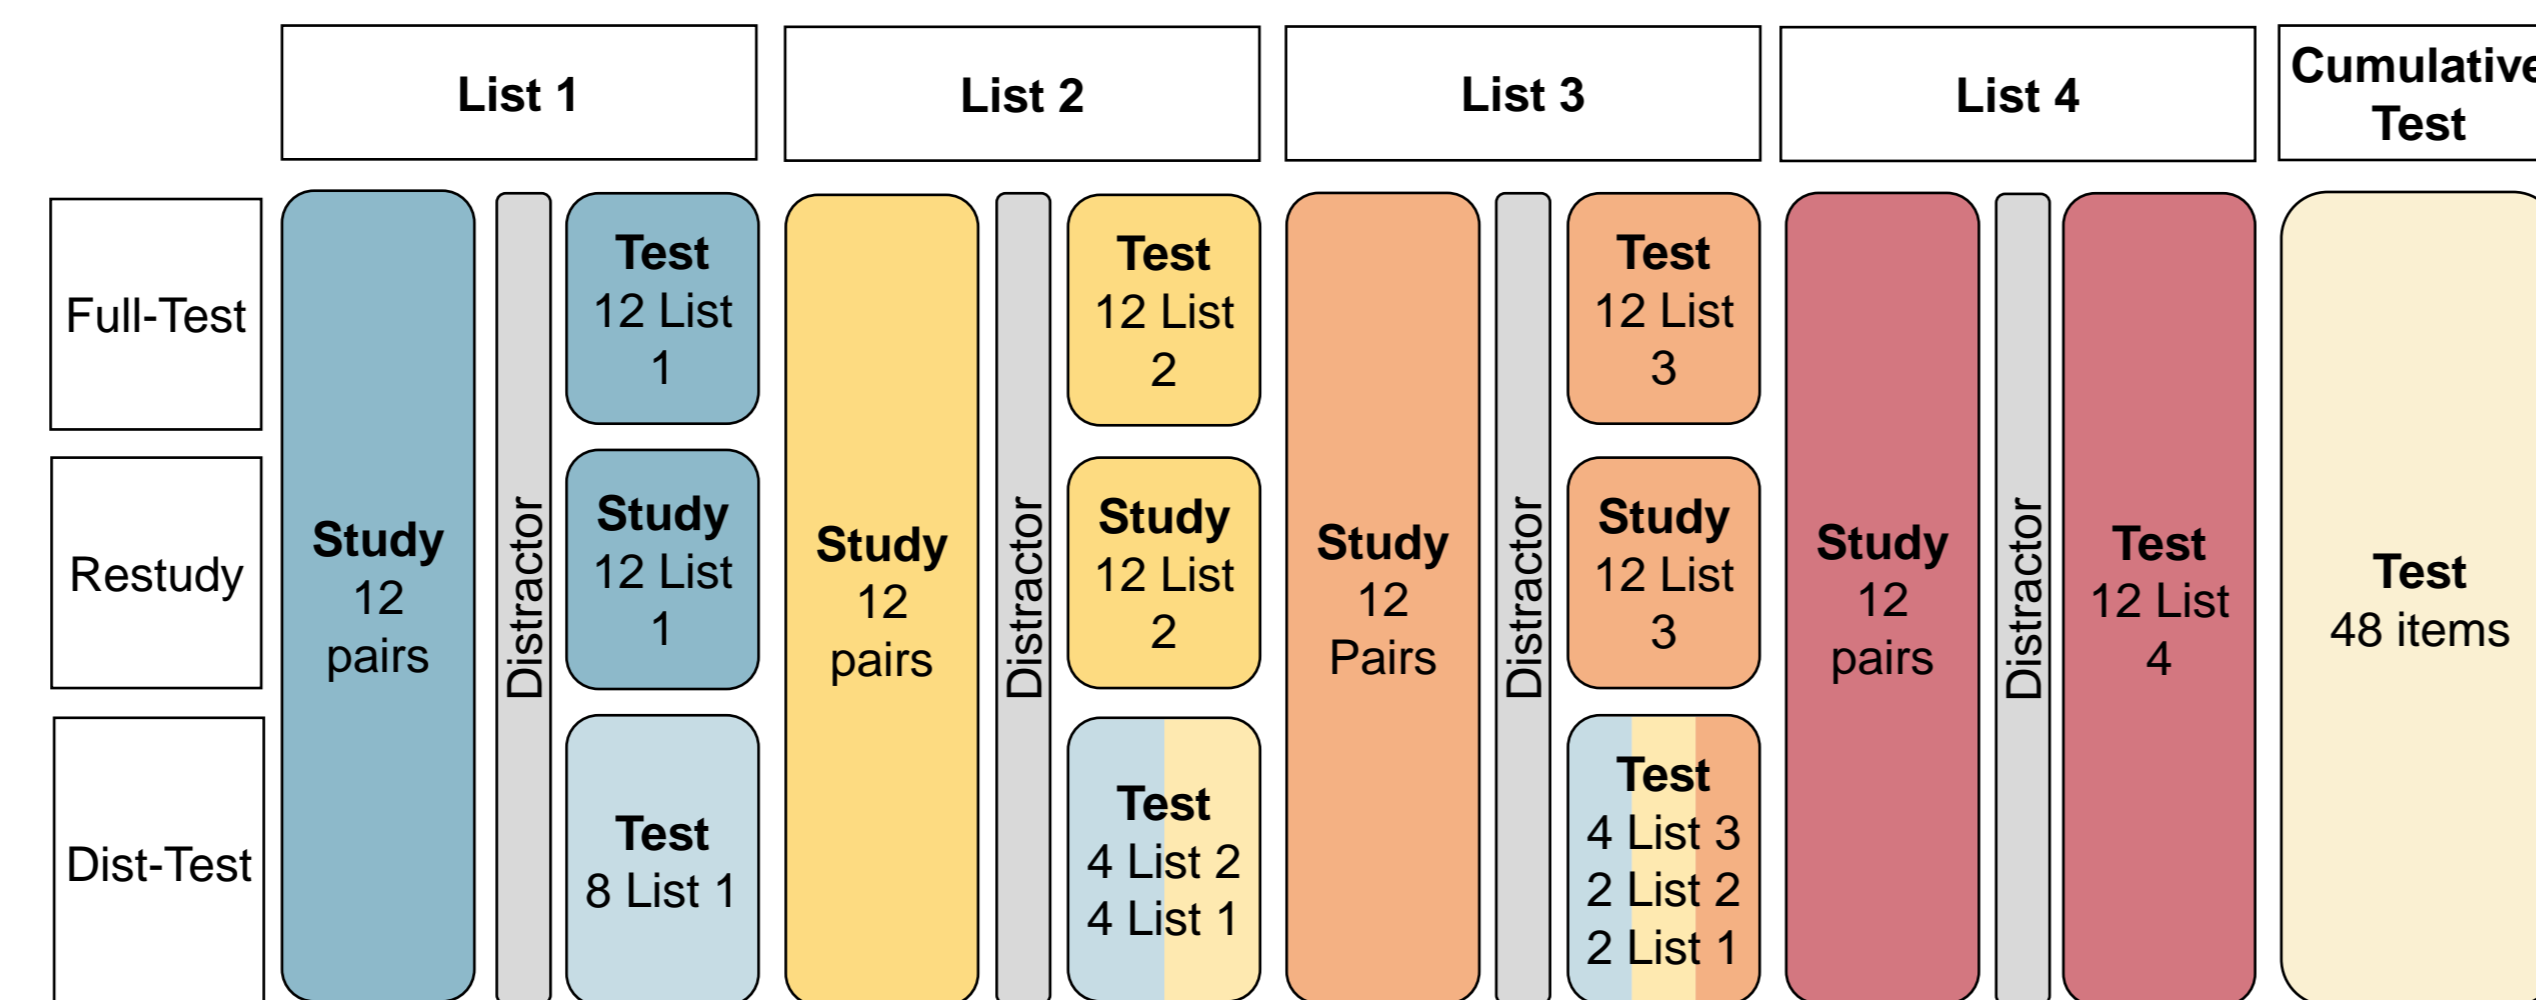 List 1
List 2
List 3
List 4
Cumulative
Test
Full-Test
Restudy
Dist-Test
Study
12
pairs
Distractor
Test
12 List
1
Study
12 List
1
Test
8 List 1
Study
12
pairs
Distractor
Test
12 List
2
Study
12 List
2
Test
4 List 2
4 List 1
Study
12
Pairs
Distractor
Test
12 List
3
Study
12 List
3
Test
4 List 3
2 List 2
2 List 1
Study
12
pairs
Distractor
Test
12 List
4
Test
48 items